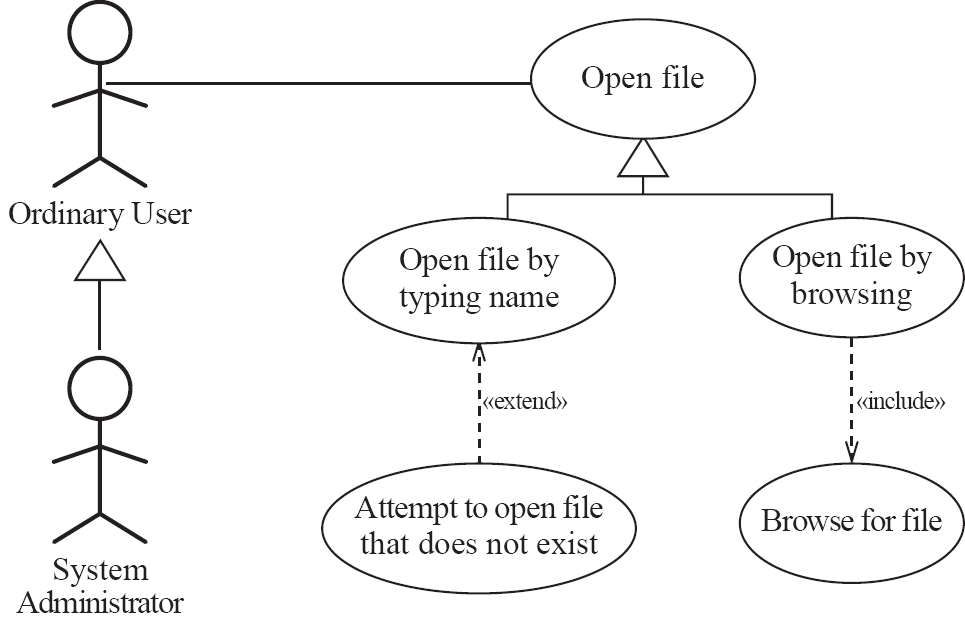 Open file
Ordinary User
Open file by
typing name
Open file by
browsing
«extend»
«include»
Attempt to open file
that does not exist
Browse for file
System
Administrator